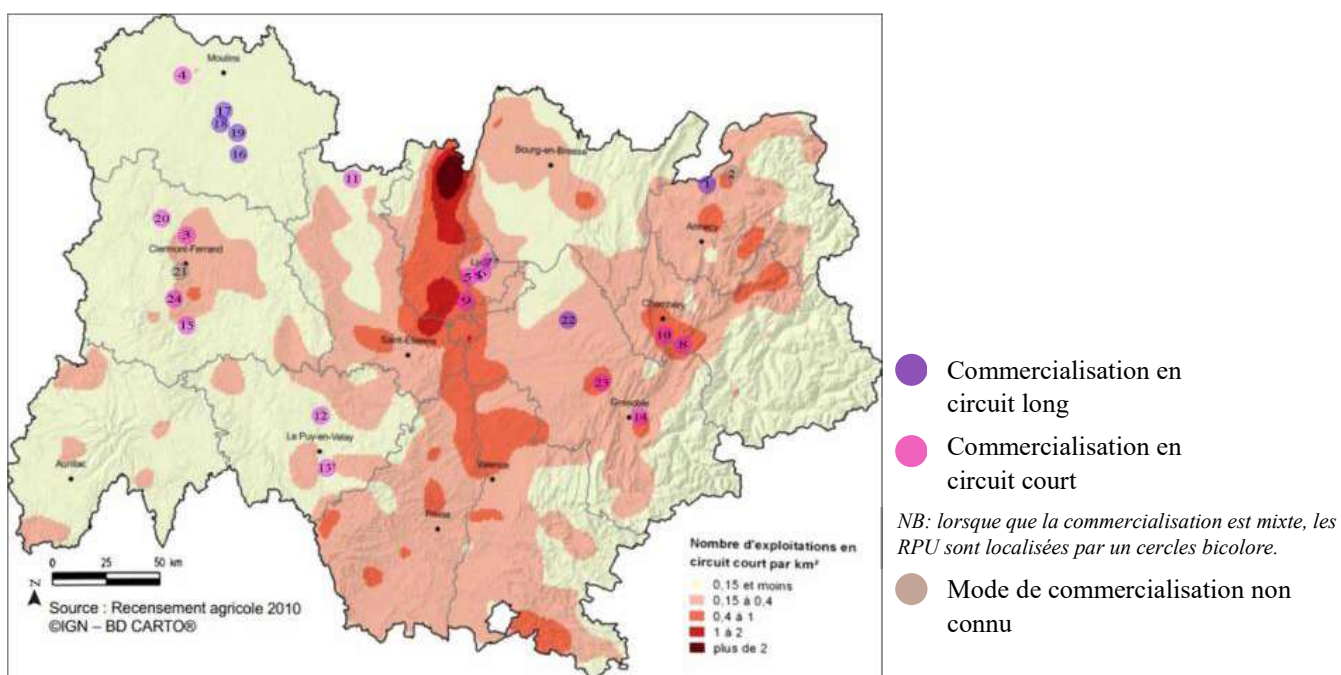 Moulins
4
17
18
19
16
Bourg-en-Bresse
11
1
2
20
3
Clermont-Ferrand
21
Annecy
24
15
5
9
22
Chambéry
10
8
Saint-Etienne
23
Grenoble
14
12
Le Puy-en-Velay
13
Aurillac
Valence
Privas
0 25 50 km
N
Source : Recensement agricole 2010
©IGN – BD CARTO®
Nombre d'exploitations en
circuit court par km²
0,15 et moins
0,15 à 0,4
0,4 à 1
1 à 2
plus de 2
Commercialisation en
circuit long
Commercialisation en
circuit court
NB: lorsque que la commercialisation est mixte, les
RPU sont localisées par un cercles bicolore.
Mode de commercialisation non
connu